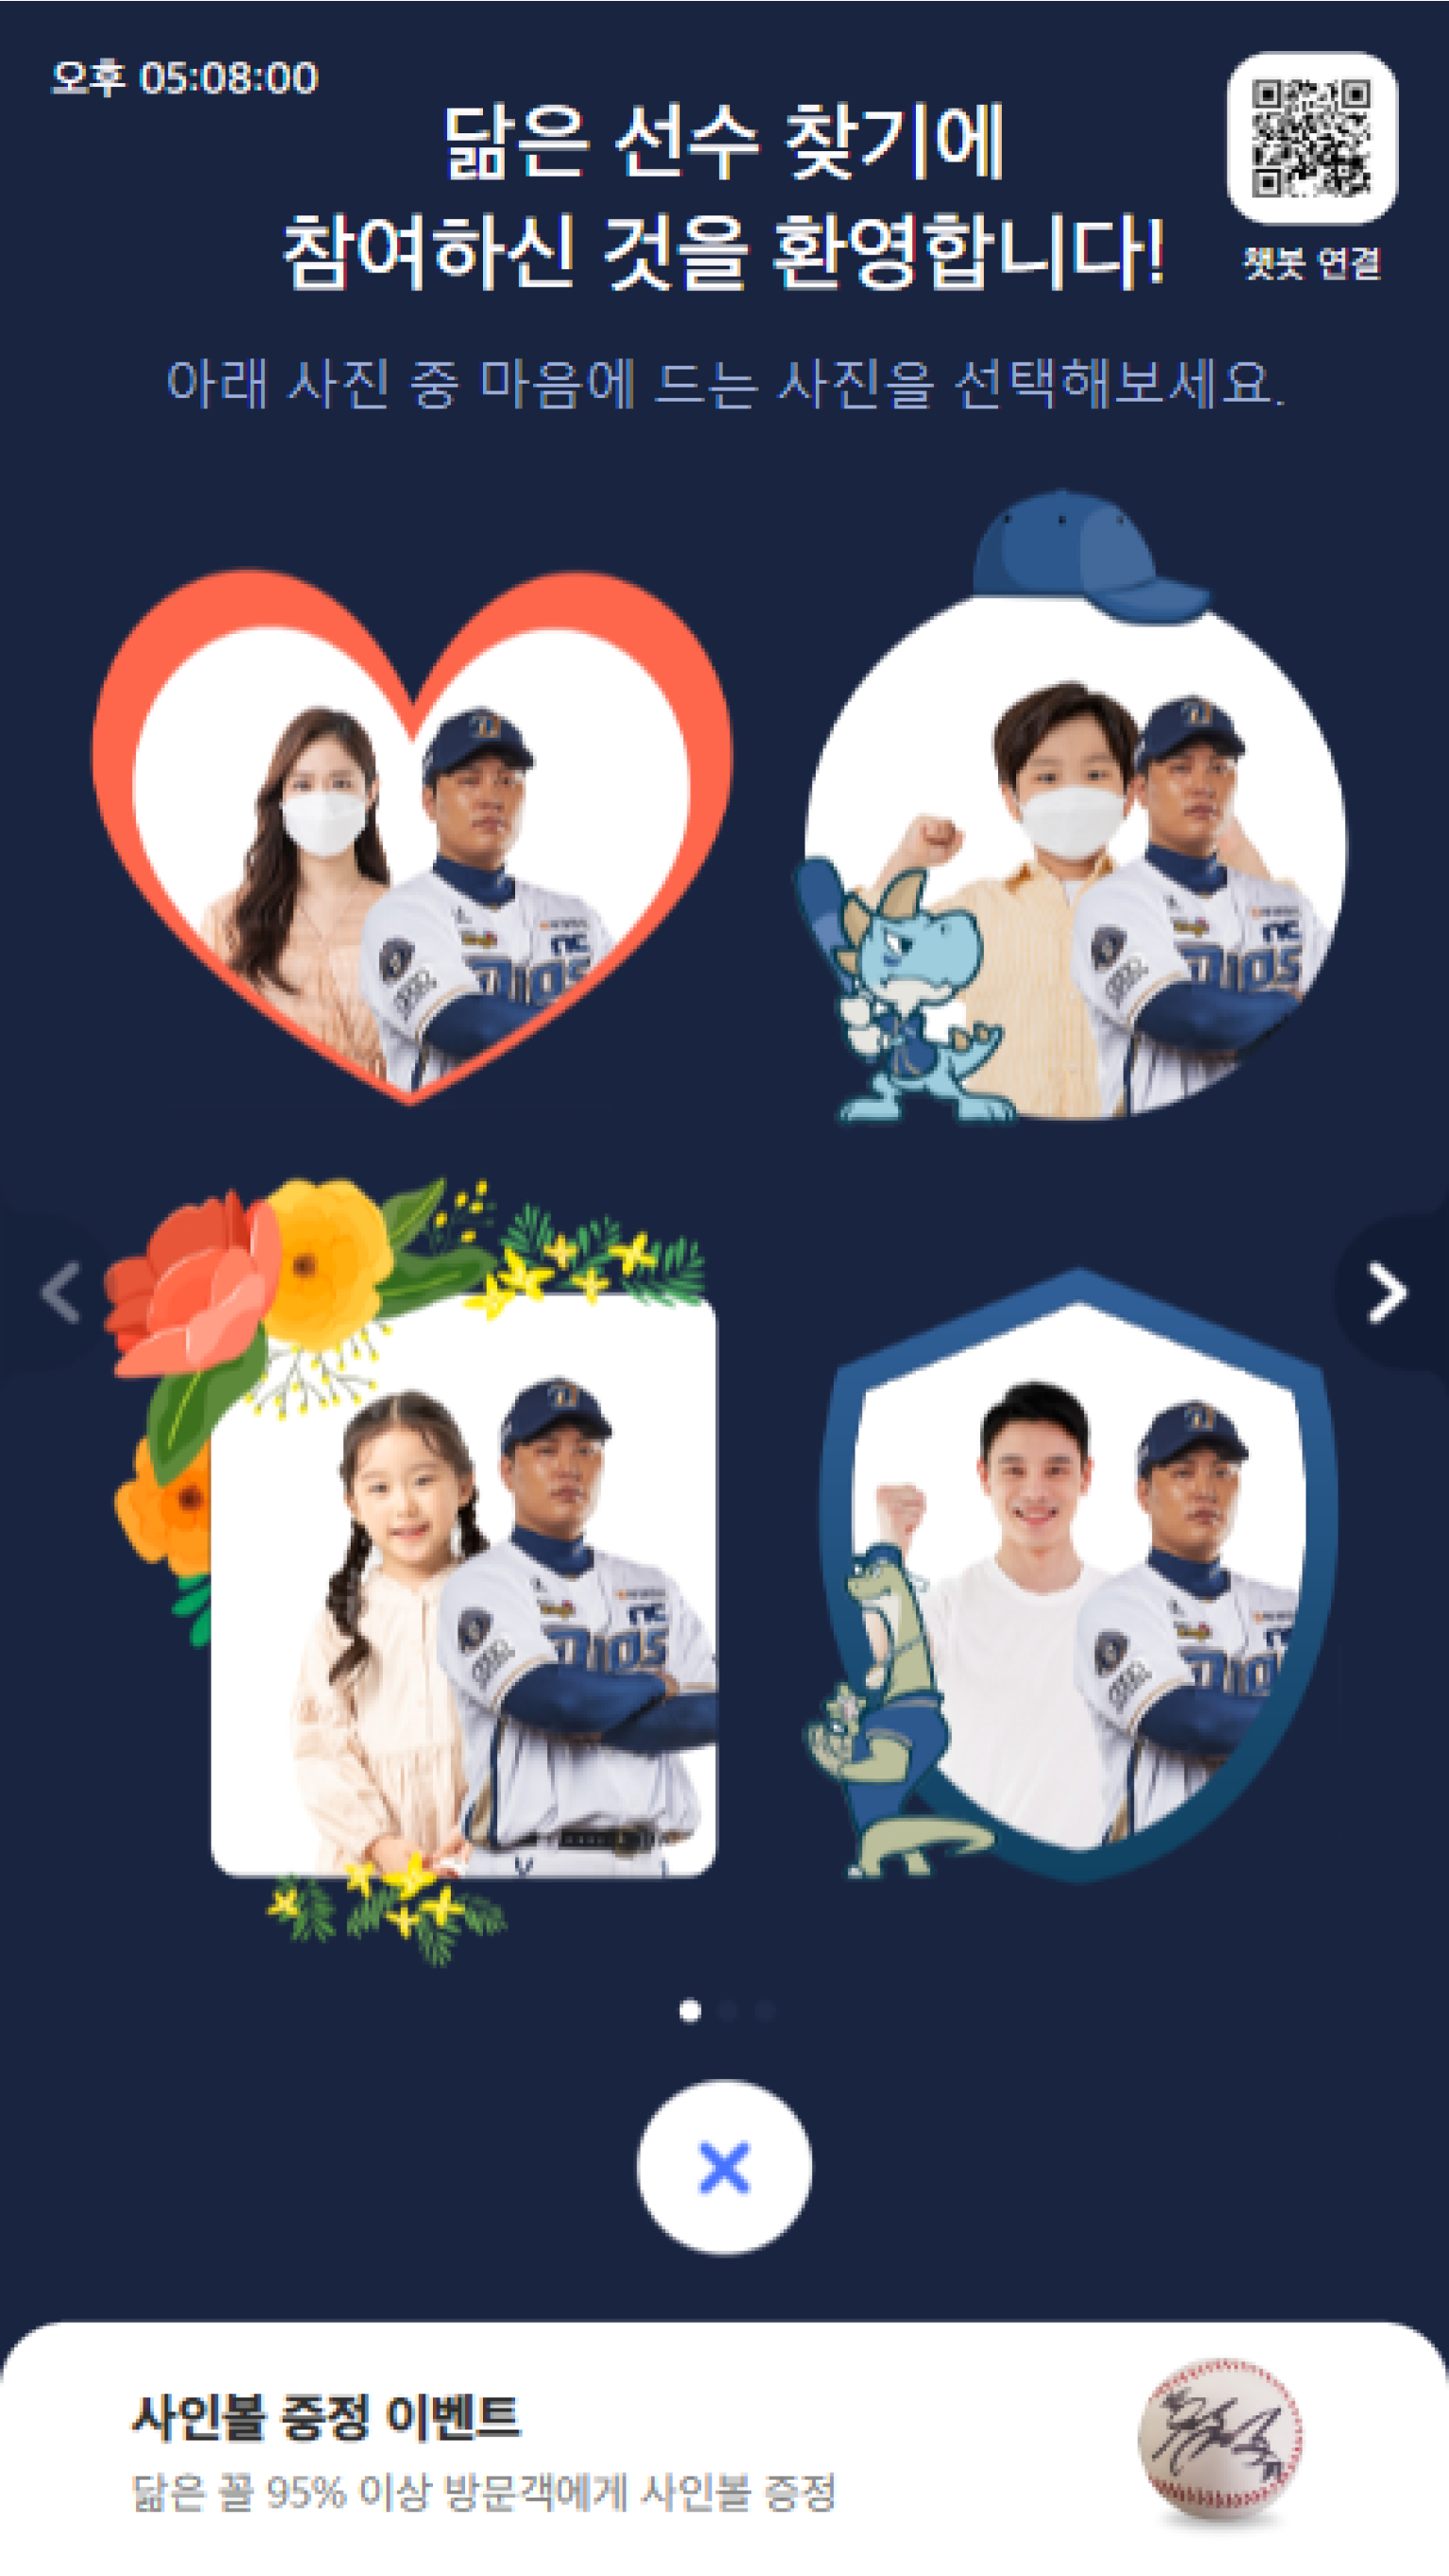 오후 05:08:00
닮은 선수 찾기에
참여하신 것을 환영합니다!
챗봇 연결
아래 사진 중 마음에 드는 사진을 선택해보세요.
사인볼 증정 이벤트
닮은 꼴 95% 이상 방문객에게 사인볼 증정